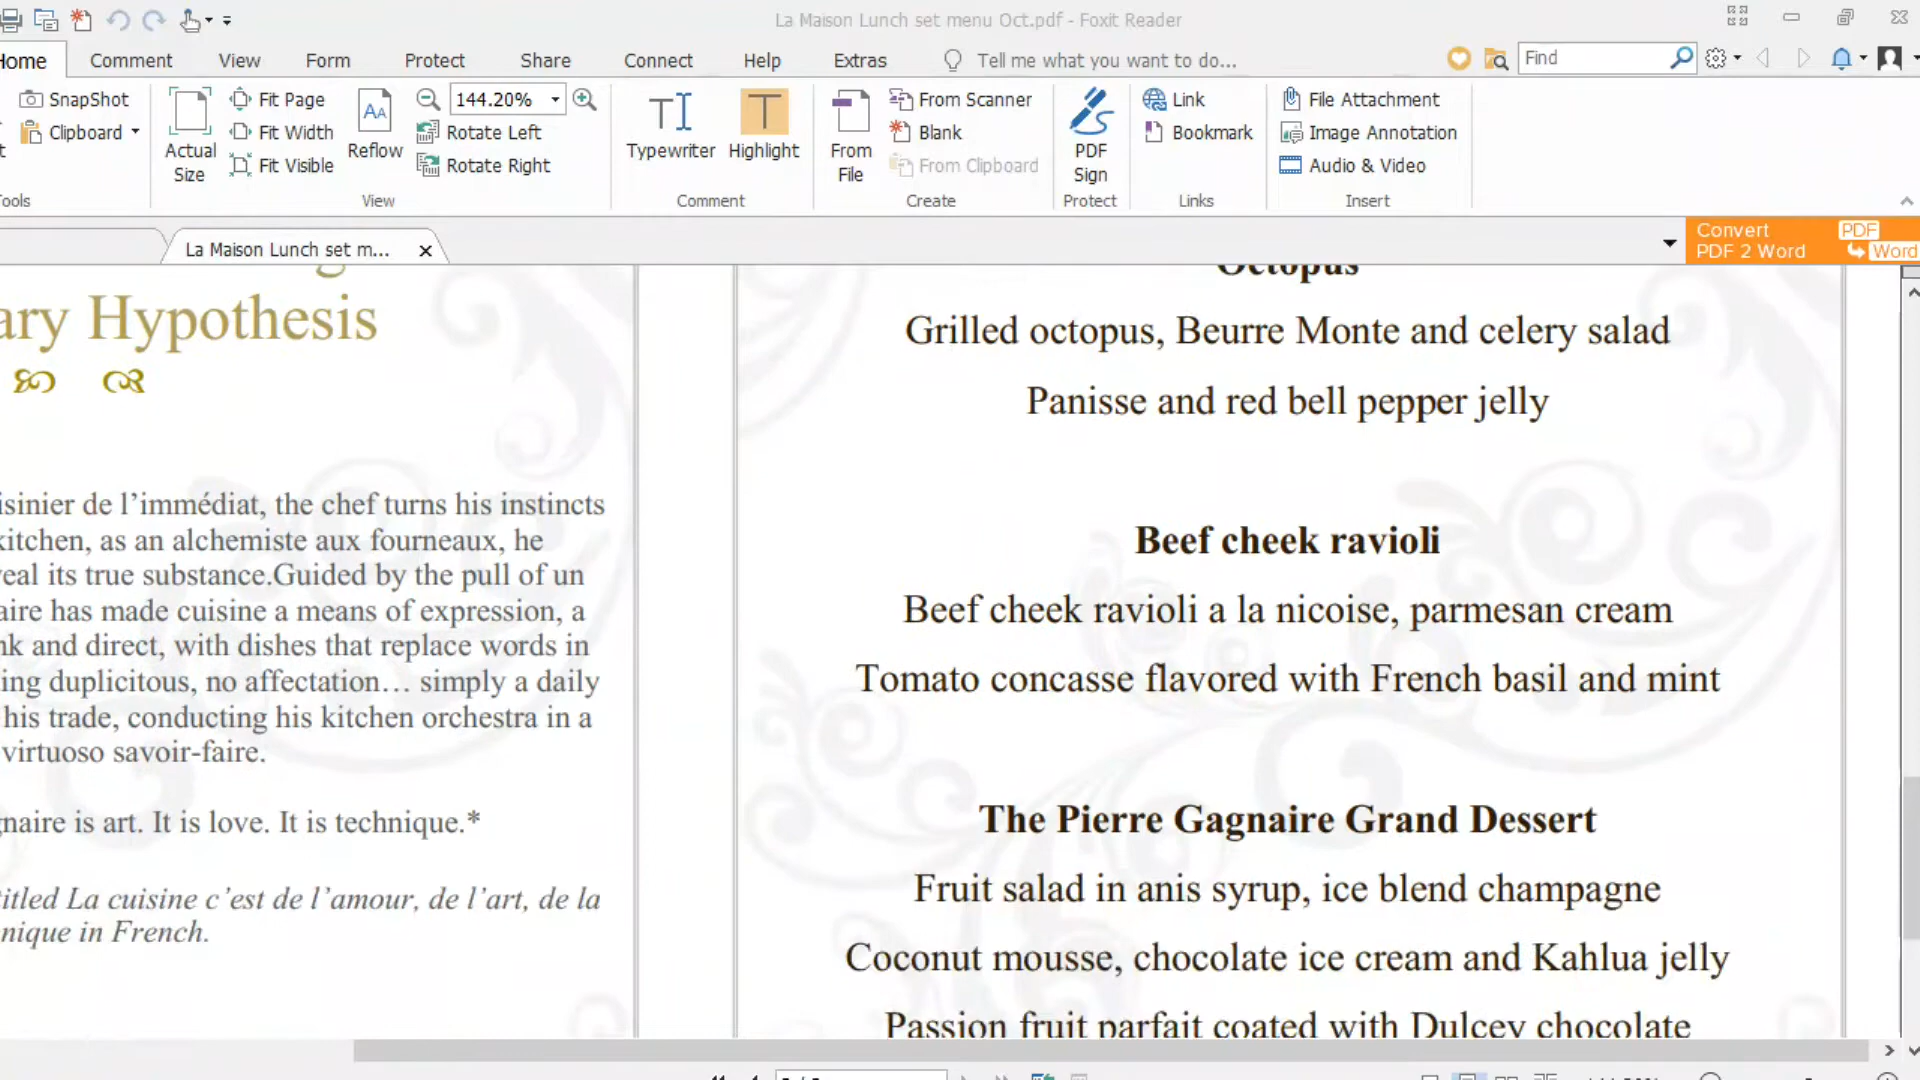 La Maison Lunch set menu Oct.pdf - Foxit Reader
Home Comment View Form Protect Share Connect Help Extras Tell me what you want to do... Find
SnapShot
Clipboard
Tools
Actual Size
Fit Page
Fit Width
Fit Visible
Reflow
144.20%
Rotate Left
Rotate Right
View
Typewriter
Highlight
Comment
From File
From Scanner
Blank
From Clipboard
Create
PDF Sign
Protect
Link
Bookmark
Links
File Attachment
Image Annotation
Audio & Video
Insert
La Maison Lunch set m...
Convert PDF
PDF 2 Word Word
ary Hypothesis
isinier de l’immédiat, the chef turns his instincts
kitchen, as an alchemiste aux fourneaux, he
eal its true substance.Guided by the pull of un
aire has made cuisine a means of expression, a
nk and direct, with dishes that replace words in
ing duplicitous, no affectation… simply a daily
his trade, conducting his kitchen orchestra in a
virtuoso savoir-faire.
gnaire is art. It is love. It is technique.*
titled La cuisine c’est de l’amour, de l’art, de la
nique in French.
Octopus
Grilled octopus, Beurre Monte and celery salad
Panisse and red bell pepper jelly
Beef cheek ravioli
Beef cheek ravioli a la nicoise, parmesan cream
Tomato concasse flavored with French basil and mint
The Pierre Gagnaire Grand Dessert
Fruit salad in anis syrup, ice blend champagne
Coconut mousse, chocolate ice cream and Kahlua jelly
Passion fruit parfait coated with Dulcey chocolate